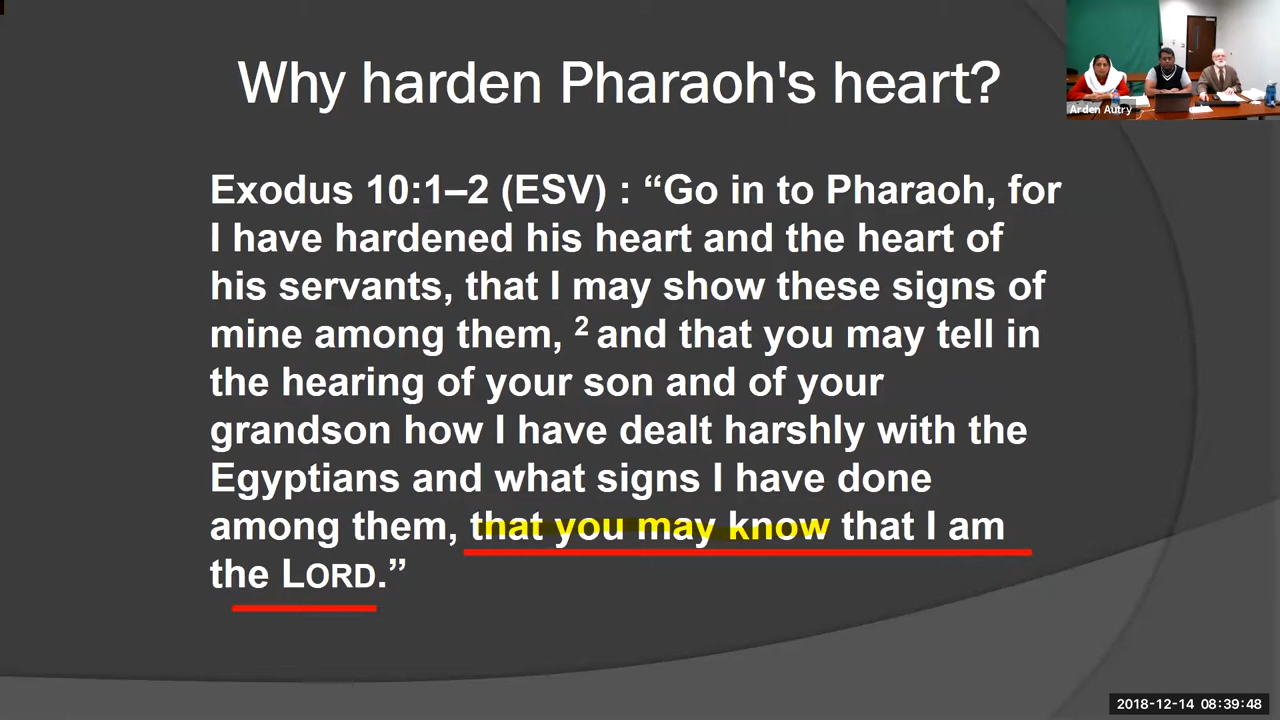 Why harden Pharaoh's heart?
Arden Autry
Exodus 10:1–2 (ESV) : “Go in to Pharaoh, for
I have hardened his heart and the heart of
his servants, that I may show these signs of
mine among them, ² and that you may tell in
the hearing of your son and of your
grandson how I have dealt harshly with the
Egyptians and what signs I have done
among them, that you may know that I am
the LORD.”
2018-12-14 08:39:48